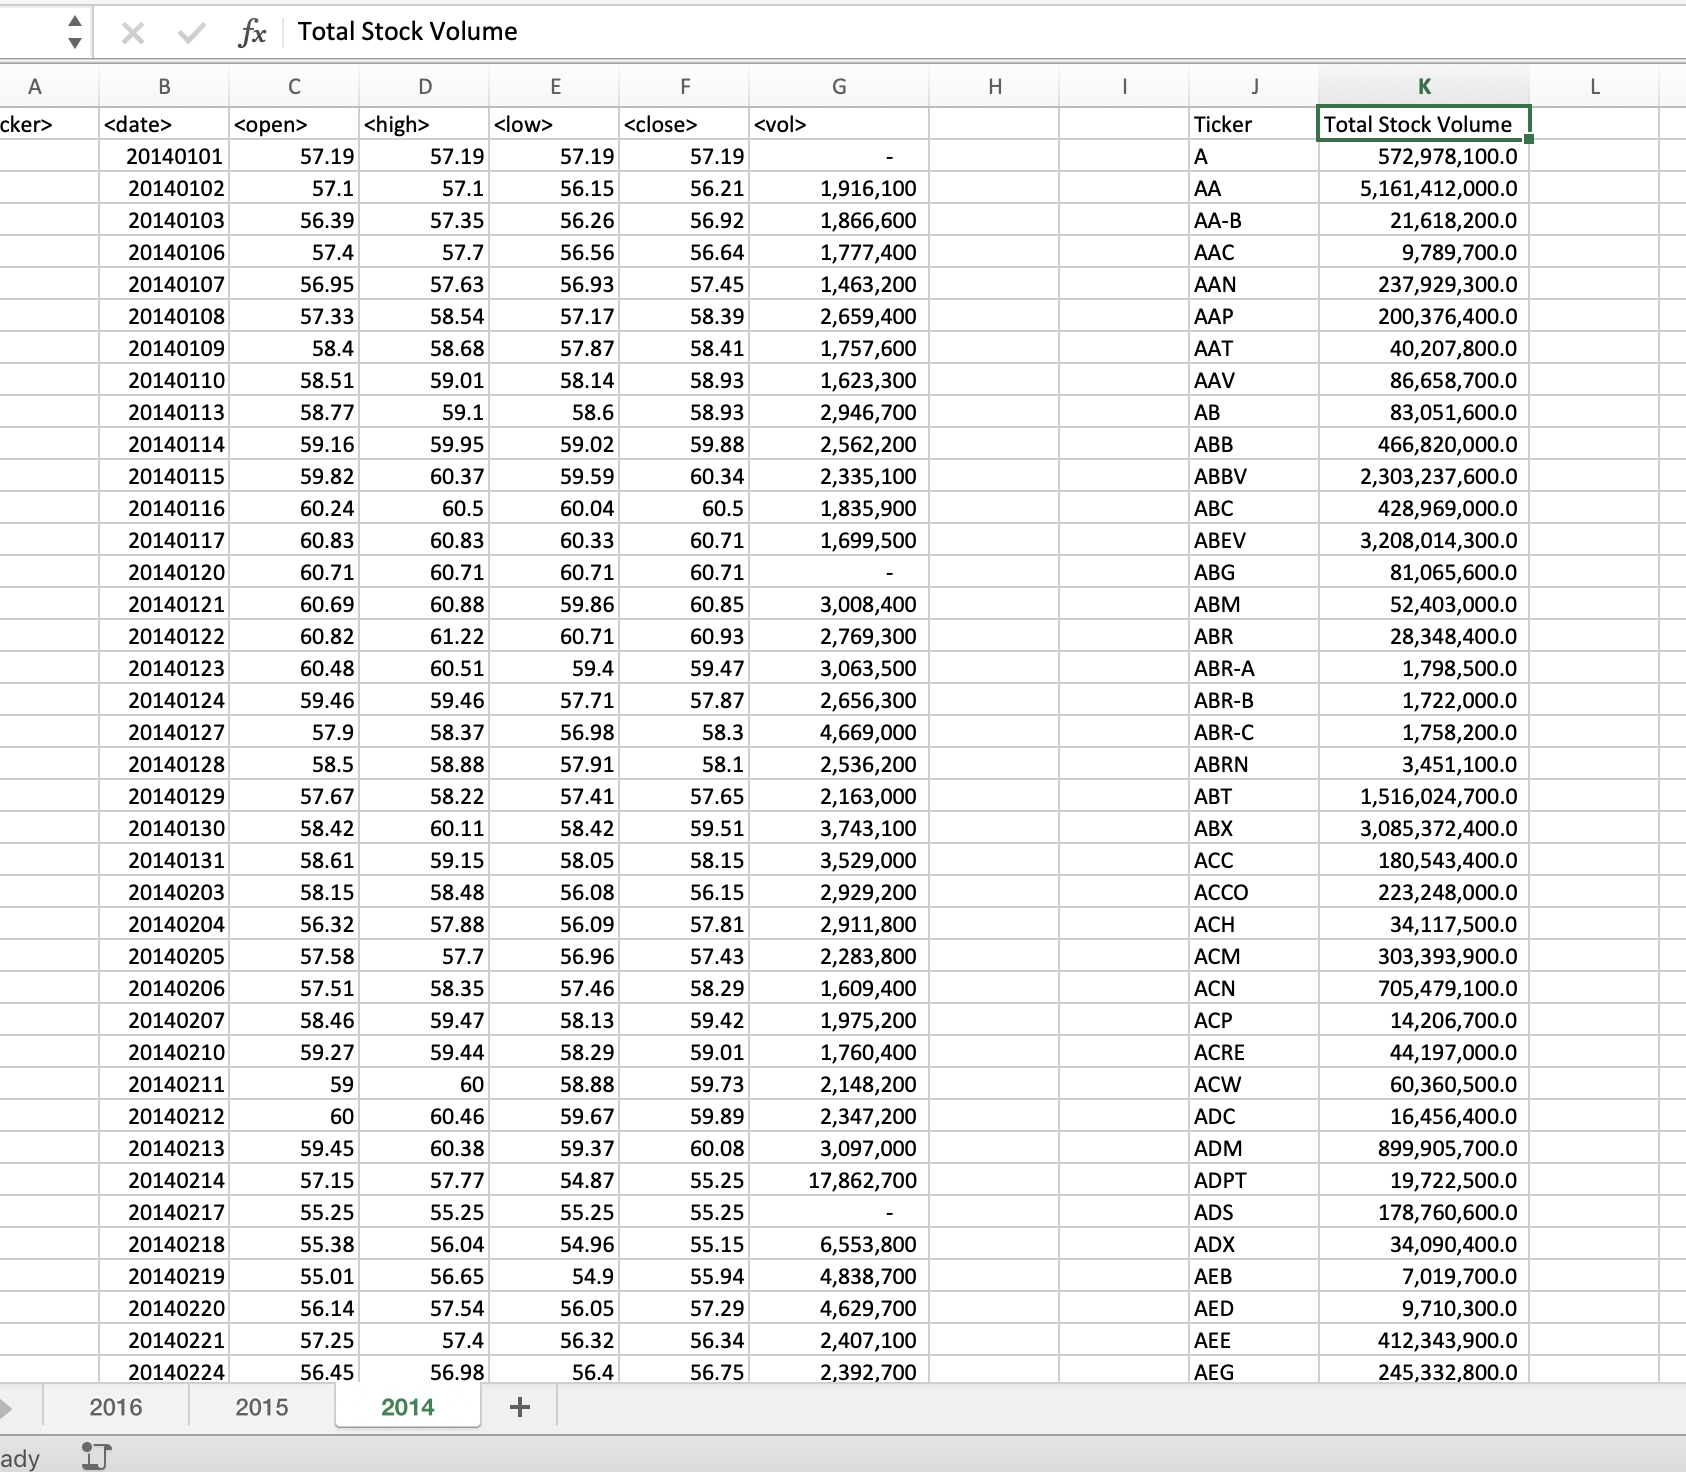 fx Total Stock Volume
A B C D E F G H I J K L
cker> <date> <open> <high> <low> <close> <vol> Ticker Total Stock Volume
20140101 57.19 57.19 57.19 57.19 - A 572,978,100.0
20140102 57.1 57.1 56.15 56.21 1,916,100 AA 5,161,412,000.0
20140103 56.39 57.35 56.26 56.92 1,866,600 AA-B 21,618,200.0
20140106 57.4 57.7 56.56 56.64 1,777,400 AAC 9,789,700.0
20140107 56.95 57.63 56.93 57.45 1,463,200 AAN 237,929,300.0
20140108 57.33 58.54 57.17 58.39 2,659,400 AAP 200,376,400.0
20140109 58.4 58.68 57.87 58.41 1,757,600 AAT 40,207,800.0
20140110 58.51 59.01 58.14 58.93 1,623,300 AAV 86,658,700.0
20140113 58.77 59.1 58.6 58.93 2,946,700 AB 83,051,600.0
20140114 59.16 59.95 59.02 59.88 2,562,200 ABB 466,820,000.0
20140115 59.82 60.37 59.59 60.34 2,335,100 ABBV 2,303,237,600.0
20140116 60.24 60.5 60.04 60.5 1,835,900 ABC 428,969,000.0
20140117 60.83 60.83 60.33 60.71 1,699,500 ABEV 3,208,014,300.0
20140120 60.71 60.71 60.71 60.71 - ABG 81,065,600.0
20140121 60.69 60.88 59.86 60.85 3,008,400 ABM 52,403,000.0
20140122 60.82 61.22 60.71 60.93 2,769,300 ABR 28,348,400.0
20140123 60.48 60.51 59.4 59.47 3,063,500 ABR-A 1,798,500.0
20140124 59.46 59.46 57.71 57.87 2,656,300 ABR-B 1,722,000.0
20140127 57.9 58.37 56.98 58.3 4,669,000 ABR-C 1,758,200.0
20140128 58.5 58.88 57.91 58.1 2,536,200 ABRN 3,451,100.0
20140129 57.67 58.22 57.41 57.65 2,163,000 ABT 1,516,024,700.0
20140130 58.42 60.11 58.42 59.51 3,743,100 ABX 3,085,372,400.0
20140131 58.61 59.15 58.05 58.15 3,529,000 ACC 180,543,400.0
20140203 58.15 58.48 56.08 56.15 2,929,200 ACCO 223,248,000.0
20140204 56.32 57.88 56.09 57.81 2,911,800 ACH 34,117,500.0
20140205 57.58 57.7 56.96 57.43 2,283,800 ACM 303,393,900.0
20140206 57.51 58.35 57.46 58.29 1,609,400 ACN 705,479,100.0
20140207 58.46 59.47 58.13 59.42 1,975,200 ACP 14,206,700.0
20140210 59.27 59.44 58.29 59.01 1,760,400 ACRE 44,197,000.0
20140211 59 60 58.88 59.73 2,148,200 ACW 60,360,500.0
20140212 60 60.46 59.67 59.89 2,347,200 ADC 16,456,400.0
20140213 59.45 60.38 59.37 60.08 3,097,000 ADM 899,905,700.0
20140214 57.15 57.77 54.87 55.25 17,862,700 ADPT 19,722,500.0
20140217 55.25 55.25 55.25 55.25 - ADS 178,760,600.0
20140218 55.38 56.04 54.96 55.15 6,553,800 ADX 34,090,400.0
20140219 55.01 56.65 54.9 55.94 4,838,700 AEB 7,019,700.0
20140220 56.14 57.54 56.05 57.29 4,629,700 AED 9,710,300.0
20140221 57.25 57.4 56.32 56.34 2,407,100 AEE 412,343,900.0
20140224 56.45 56.98 56.4 56.75 2,392,700 AEG 245,332,800.0
2016 2015 2014 +
ady